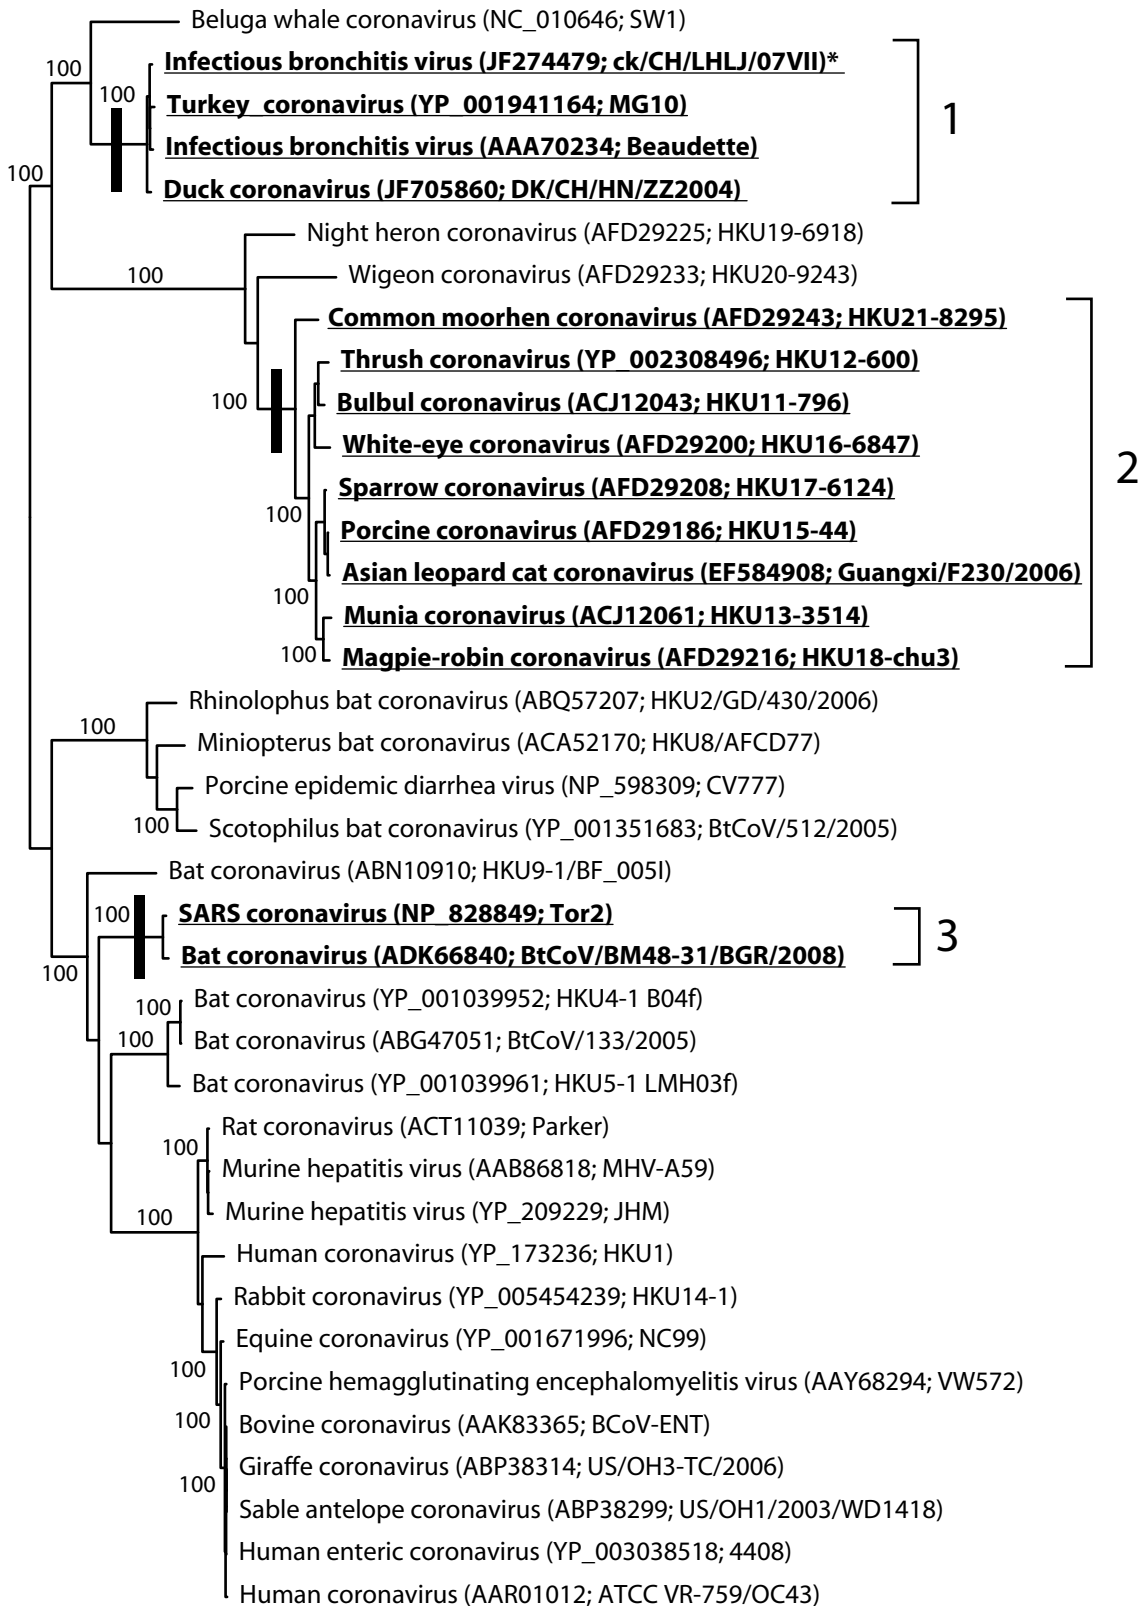 Beluga whale coronavirus (NC_010646; SW1)
100
Infectious bronchitis virus (JF274479; ck/CH/LHLJ/07VII)*
100
Turkey_coronavirus (YP_001941164; MG10)
1
Infectious bronchitis virus (AAA70234; Beaudette)
100
Duck coronavirus (JF705860; DK/CH/HN/ZZ2004)
Night heron coronavirus (AFD29225; HKU19-6918)
100
Wigeon coronavirus (AFD29233; HKU20-9243)
Common moorhen coronavirus (AFD29243; HKU21-8295)
Thrush coronavirus (YP_002308496; HKU12-600)
100
Bulbul coronavirus (ACJ12043; HKU11-796)
White-eye coronavirus (AFD29200; HKU16-6847)
2
Sparrow coronavirus (AFD29208; HKU17-6124)
100
Porcine coronavirus (AFD29186; HKU15-44)
Asian leopard cat coronavirus (EF584908; Guangxi/F230/2006)
100
Munia coronavirus (ACJ12061; HKU13-3514)
100
Magpie-robin coronavirus (AFD29216; HKU18-chu3)
Rhinolophus bat coronavirus (ABQ57207; HKU2/GD/430/2006)
100
Miniopterus bat coronavirus (ACA52170; HKU8/AFCD77)
Porcine epidemic diarrhea virus (NP_598309; CV777)
100
Scotophilus bat coronavirus (YP_001351683; BtCoV/512/2005)
Bat coronavirus (ABN10910; HKU9-1/BF_005I)
100
SARS coronavirus (NP_828849; Tor2)
3
Bat coronavirus (ADK66840; BtCoV/BM48-31/BGR/2008)
100
Bat coronavirus (YP_001039952; HKU4-1 B04f)
100
100
Bat coronavirus (ABG47051; BtCoV/133/2005)
Bat coronavirus (YP_001039961; HKU5-1 LMH03f)
Rat coronavirus (ACT11039; Parker)
100
Murine hepatitis virus (AAB86818; MHV-A59)
Murine hepatitis virus (YP_209229; JHM)
100
Human coronavirus (YP_173236; HKU1)
Rabbit coronavirus (YP_005454239; HKU14-1)
Equine coronavirus (YP_001671996; NC99)
100
Porcine hemagglutinating encephalomyelitis virus (AAY68294; VW572)
100
Bovine coronavirus (AAK83365; BCoV-ENT)
Giraffe coronavirus (ABP38314; US/OH3-TC/2006)
100
Sable antelope coronavirus (ABP38299; US/OH1/2003/WD1418)
Human enteric coronavirus (YP_003038518; 4408)
Human coronavirus (AAR01012; ATCC VR-759/OC43)